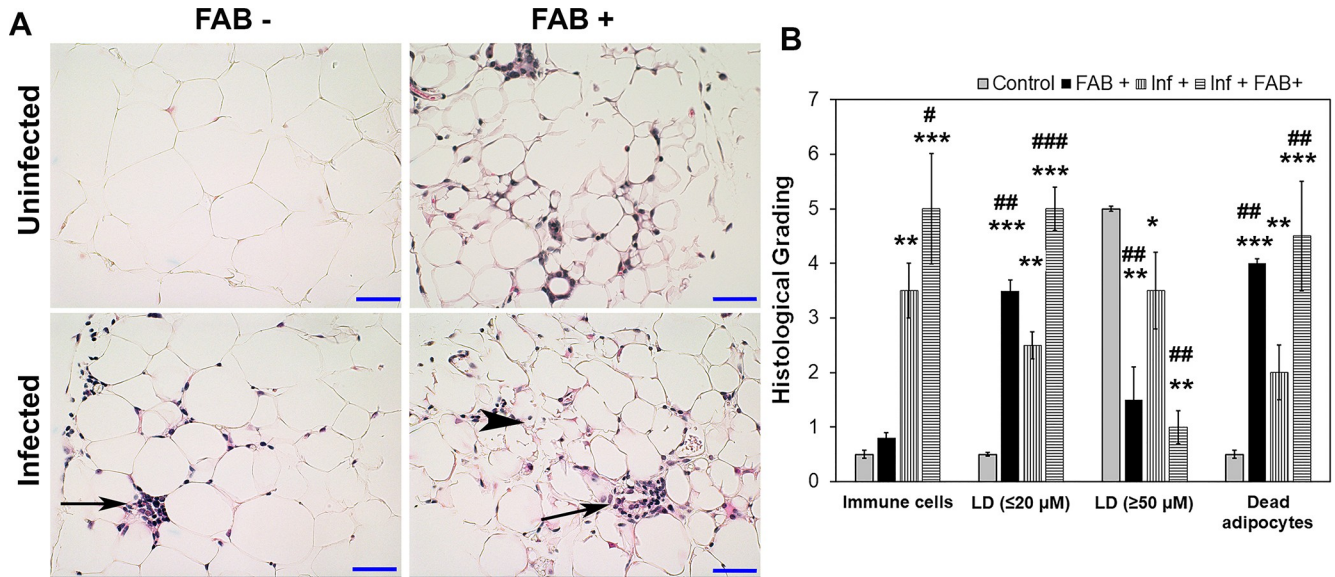 A
FAB -
FAB +
Uninfected
Infected
B
Control FAB + Inf + Inf + FAB+
Histological Grading
7
6
5
4
3
2
1
0
**
#
***
##
***
**
###
***
##
**
*
##
**
##
***
**
##
***
Immune cells
LD (≤20 µM)
LD (≥50 µM)
Dead
adipocytes